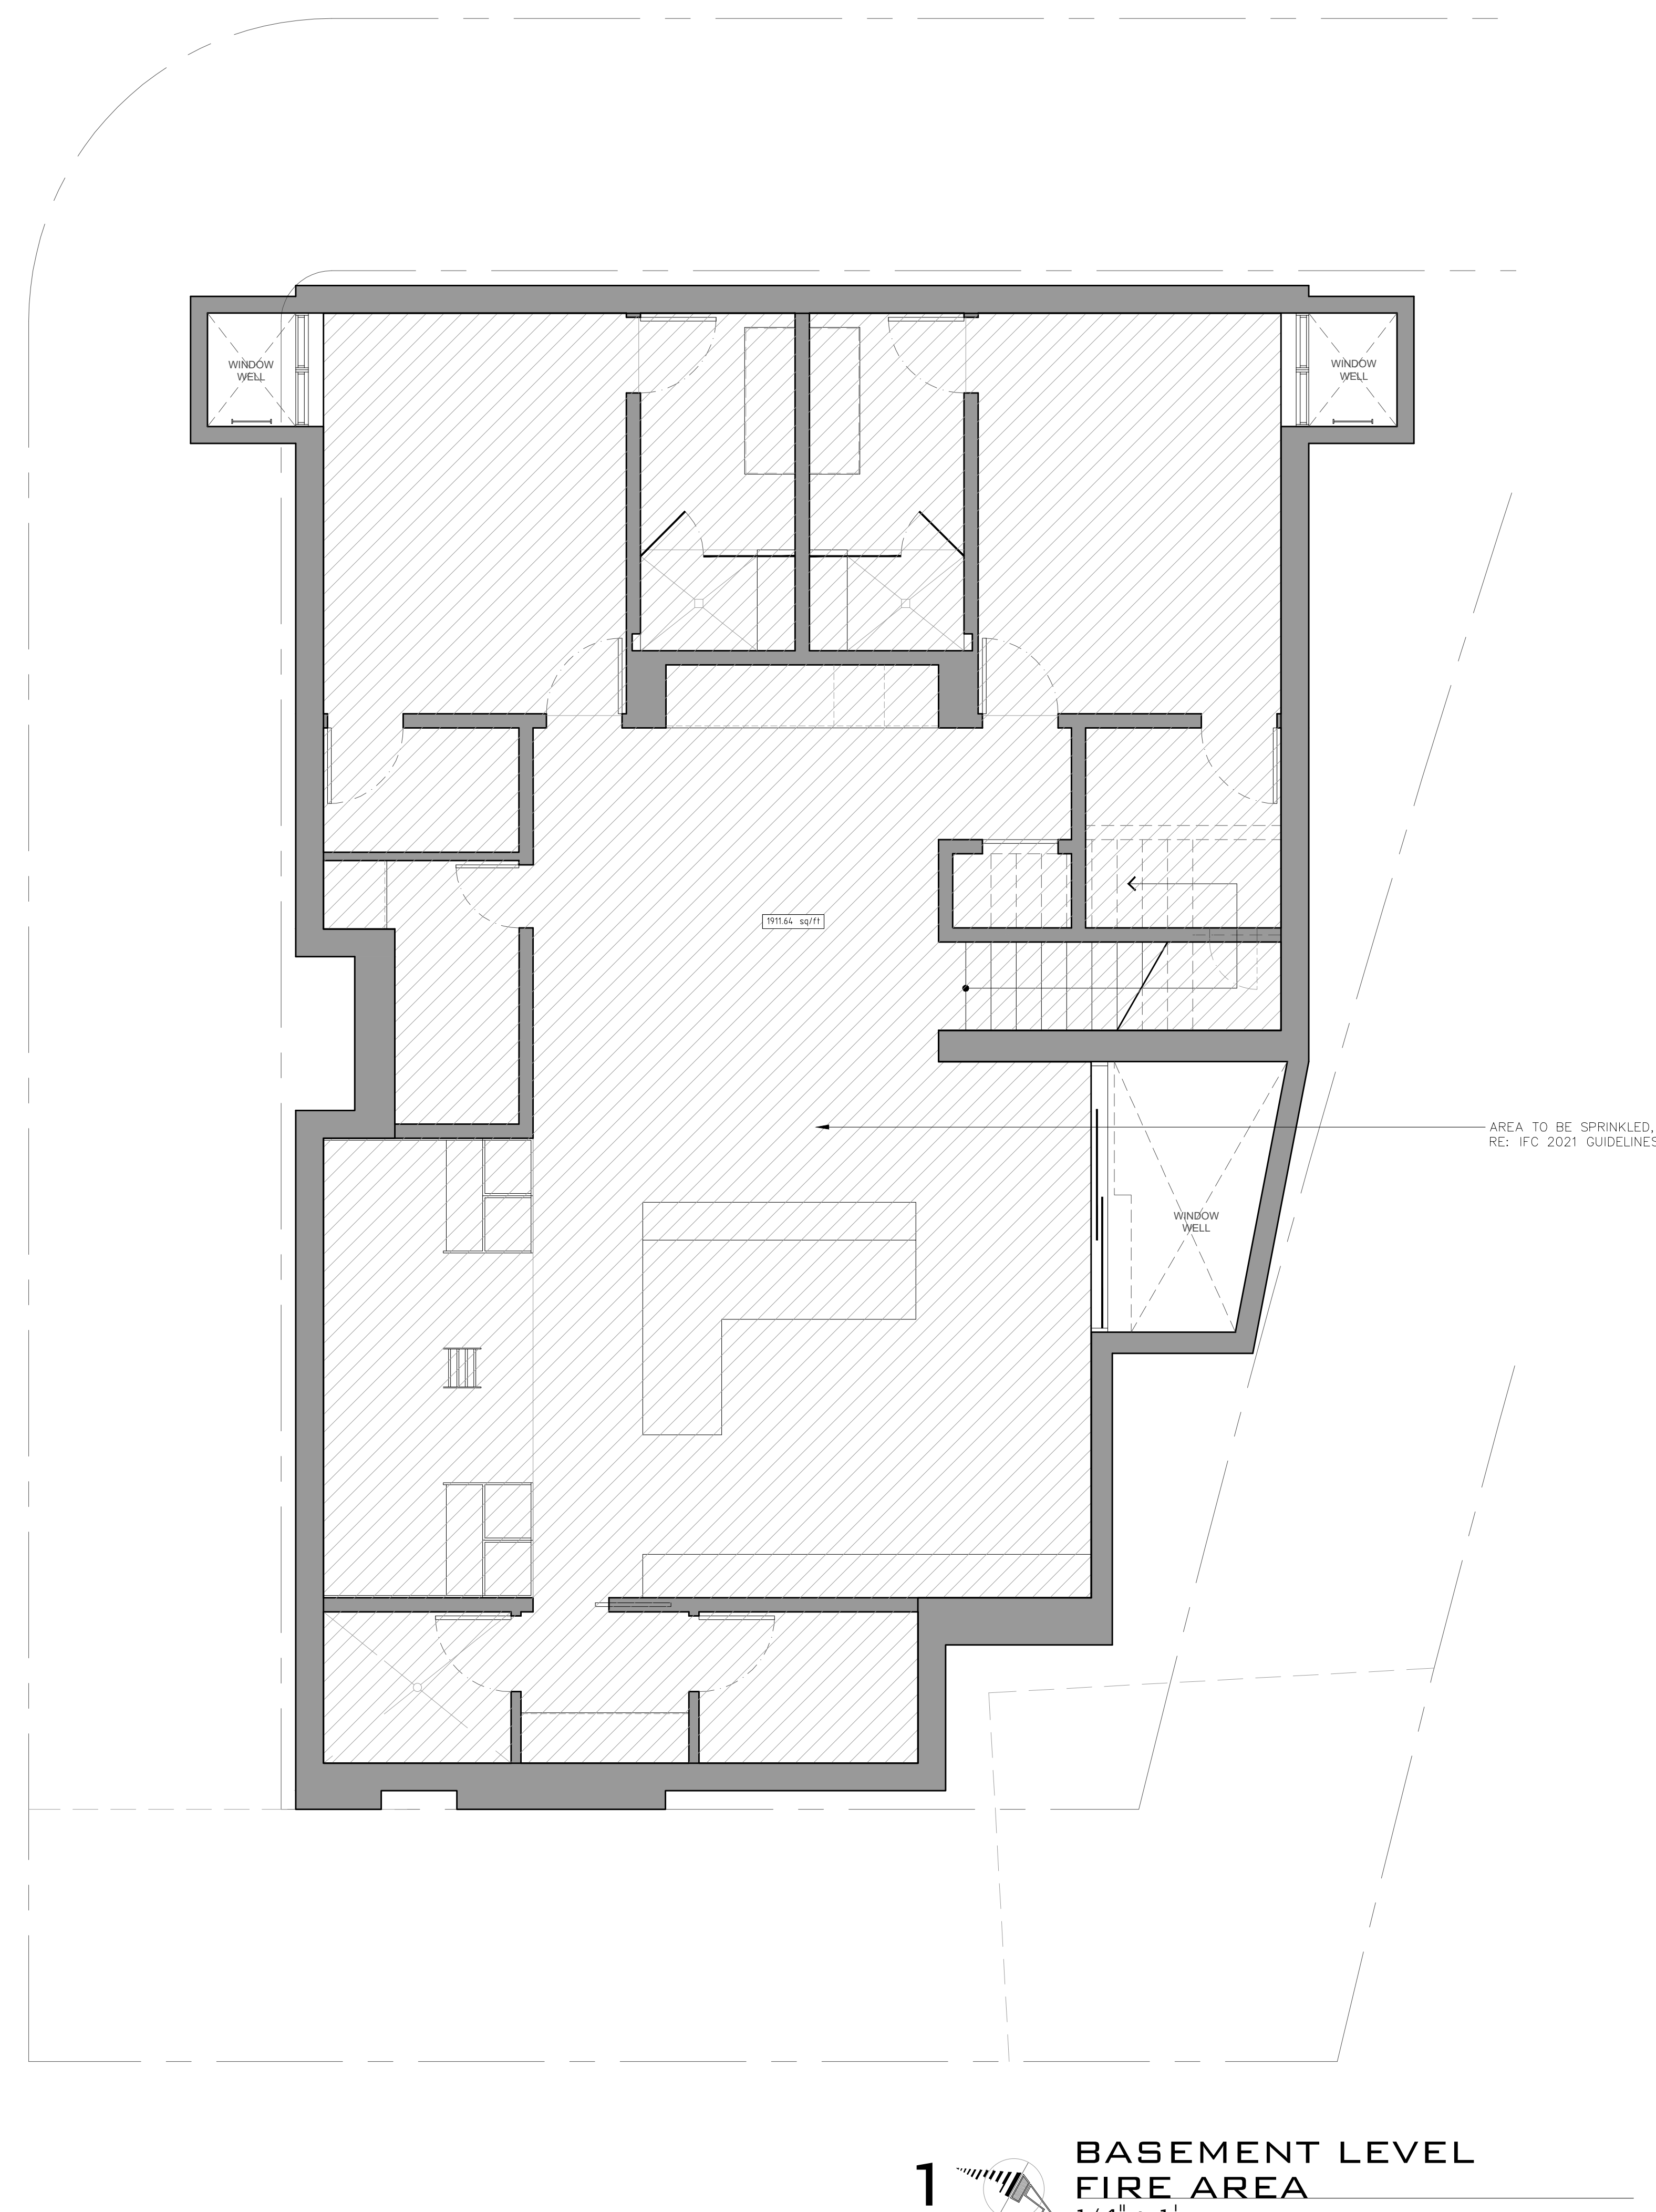 WINDOW
WELL
WINDOW
WELL
1911.64 sq/ft
AREA TO BE SPRINKLED,
RE: IFC 2021 GUIDELINES
WINDOW
WELL
1
BASEMENT LEVEL
FIRE AREA